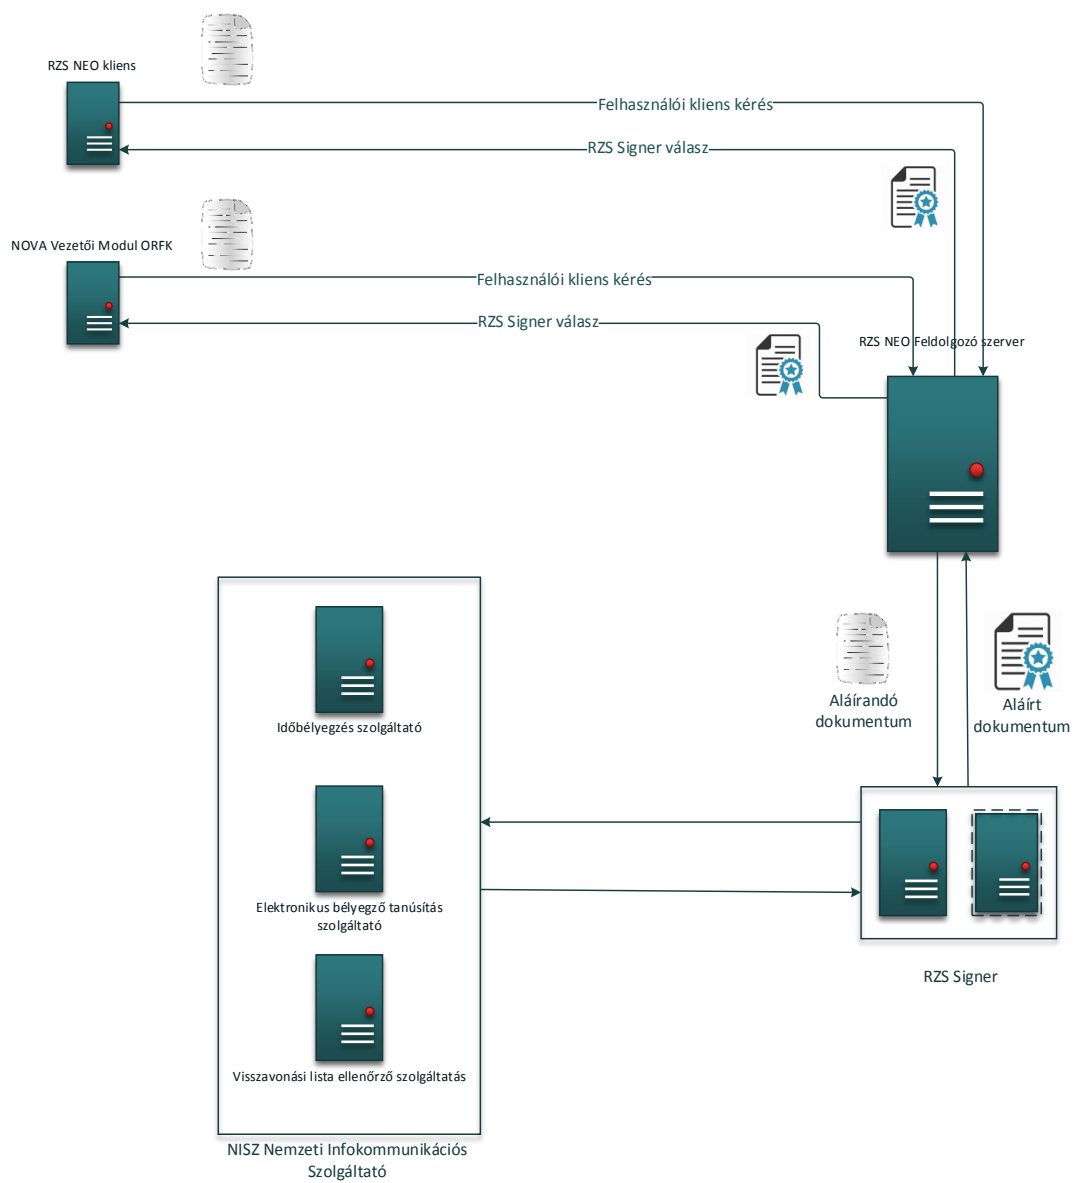 RZS NEO kliens
Felhasználói kliens kérés
RZS Signer válasz
NOVA Vezetői Modul ORFK
Felhasználói kliens kérés
RZS Signer válasz
RZS NEO Feldolgozó szerver
Aláírandó
dokumentum
Aláírt
dokumentum
Időbélyegzés szolgáltató
Elektronikus bélyegző tanúsítás
szolgáltató
RZS Signer
Visszavonási lista ellenőrző szolgáltatás
NISZ Nemzeti Infokommunikációs
Szolgáltató